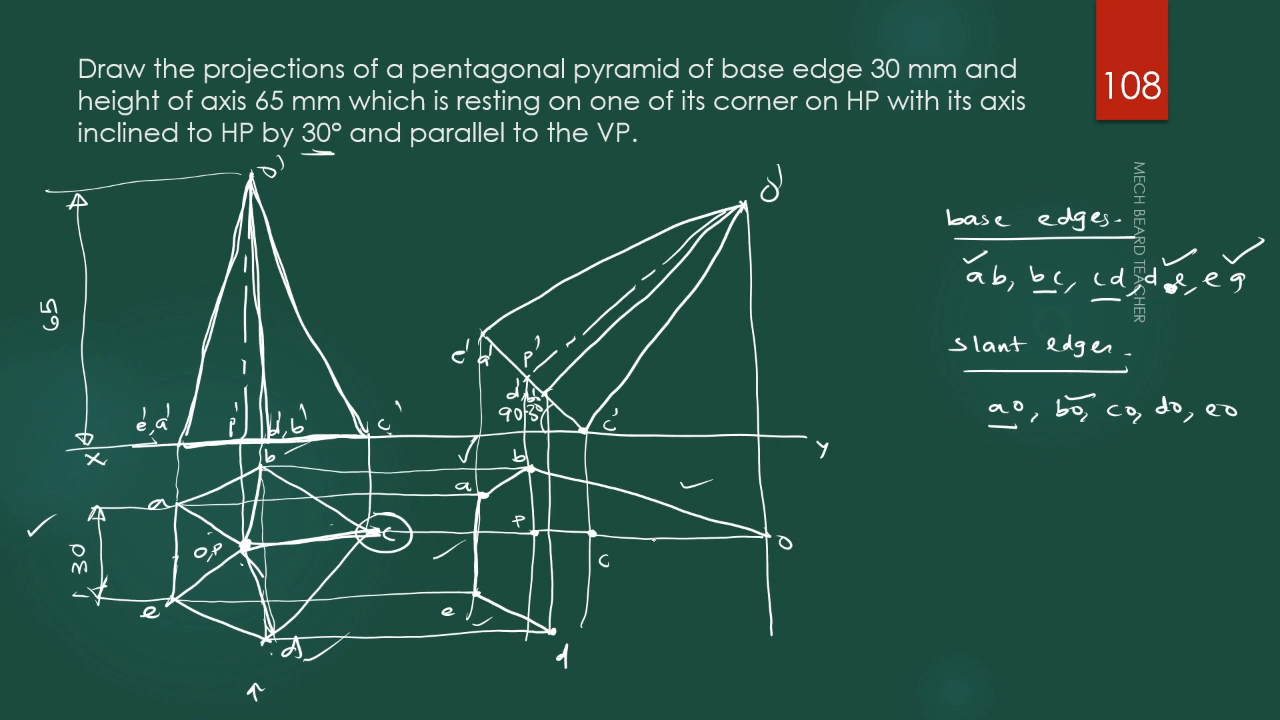 Draw the projections of a pentagonal pyramid of base edge 30 mm and
height of axis 65 mm which is resting on one of its corner on HP with its axis
inclined to HP by 30° and parallel to the VP.
108
MECH BEARD TEACHER
o'
o'
65
e', a'
p'
d', b'
c'
x
y
c' a'
p'
d', b'
90-30
c'
base edges.
ab, bc, cd, de, ea
slant edges.
ao, bo, co, do, eo
b
a
o,p
c
30
e
d
b
a
p
c
o
e
d